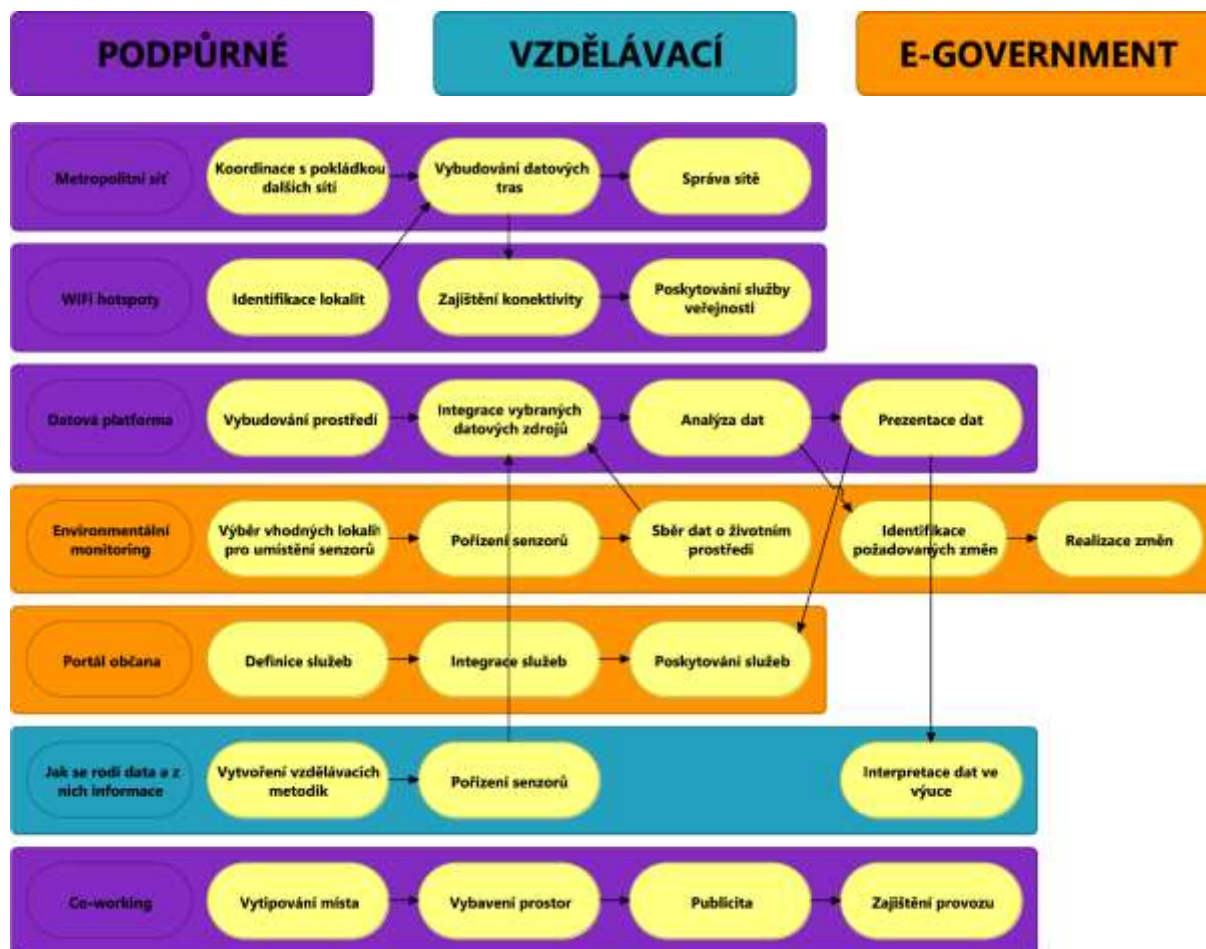 PODPŮRNÉ
VZDĚLÁVACÍ
E-GOVERNMENT
Metropolitní síť
Koordinace s pokládkou
dalších sítí
Vybudování datových
tras
Správa sítě
WiFi hotspoty
Identifikace lokalit
Zajištění konektivity
Poskytování služby
veřejnosti
Datová platforma
Vybudování prostředí
Integrace vybraných
datových zdrojů
Analýza dat
Prezentace dat
Environmentální
monitoring
Výběr vhodných lokalit
pro umístění senzorů
Pořízení senzorů
Sběr dat o životním
prostředí
Identifikace
požadovaných změn
Realizace změn
Portál občana
Definice služeb
Integrace služeb
Poskytování služeb
Jak se rodí data a z
nich informace
Vytvoření vzdělávacích
metodik
Pořízení senzorů
Interpretace dat ve
výuce
Co-working
Vytipování místa
Vybavení prostor
Publicita
Zajištění provozu